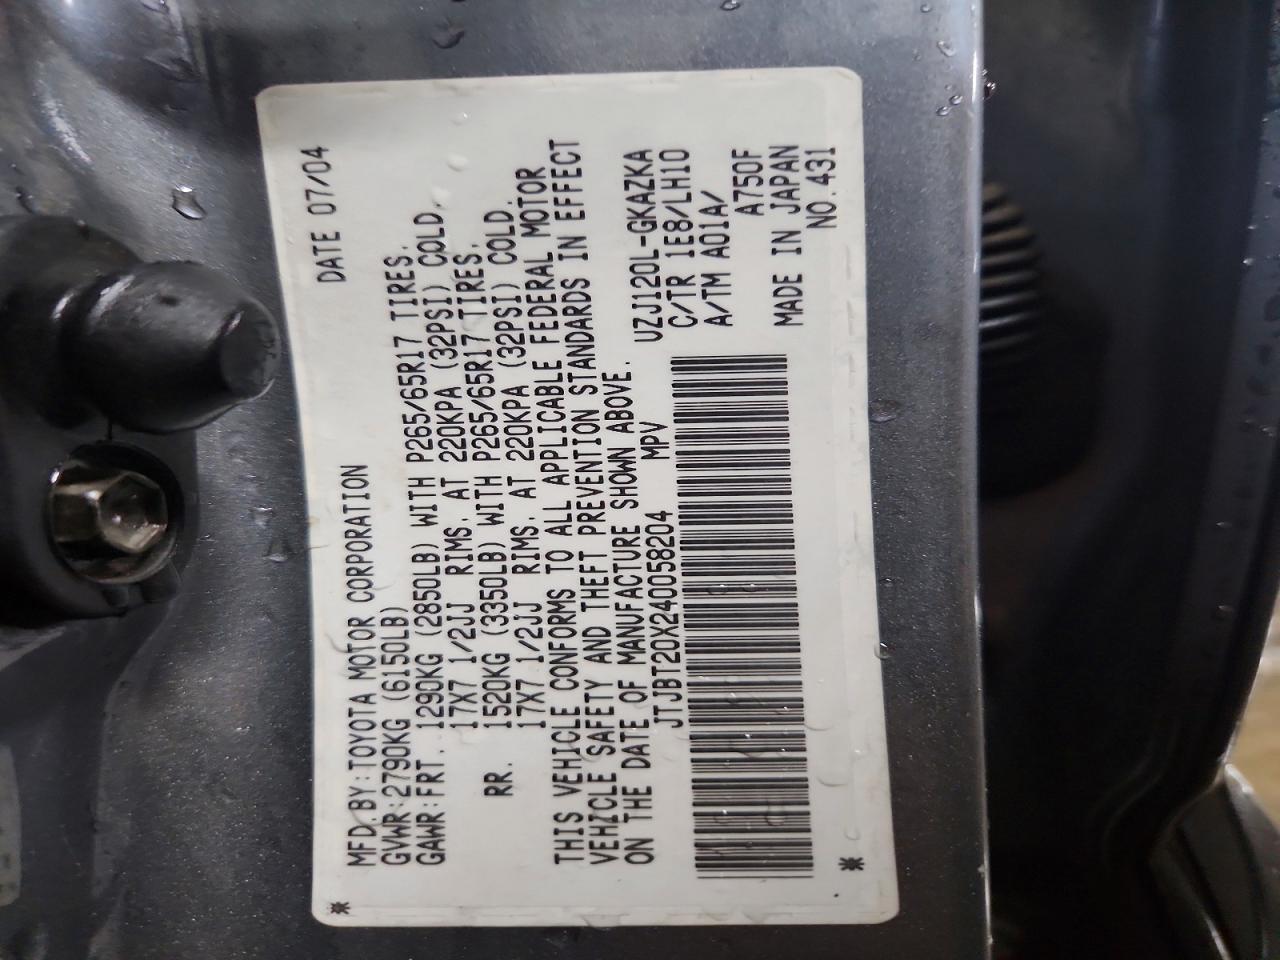 MFD.BY:TOYOTA MOTOR CORPORATION DATE 07/04
GVWR:2790KG (6150LB)
GAWR:FRT. 1290KG (2850LB) WITH P265/65R17 TIRES.
17X7 1/2JJ RIMS. AT 220KPA (32PSI) COLD.
RR. 1520KG (3350LB) WITH P265/65R17 TIRES.
17X7 1/2JJ RIMS. AT 220KPA (32PSI) COLD.
THIS VEHICLE CONFORMS TO ALL APPLICABLE FEDERAL MOTOR
VEHICLE SAFETY AND THEFT PREVENTION STANDARDS IN EFFECT
ON THE DATE OF MANUFACTURE SHOWN ABOVE.
JTJBT20X240058204 MPV UZJ120L-GKAZKA
C/TR 1E8/LH10
A/TM A01A/
A750F
MADE IN JAPAN
NO.431